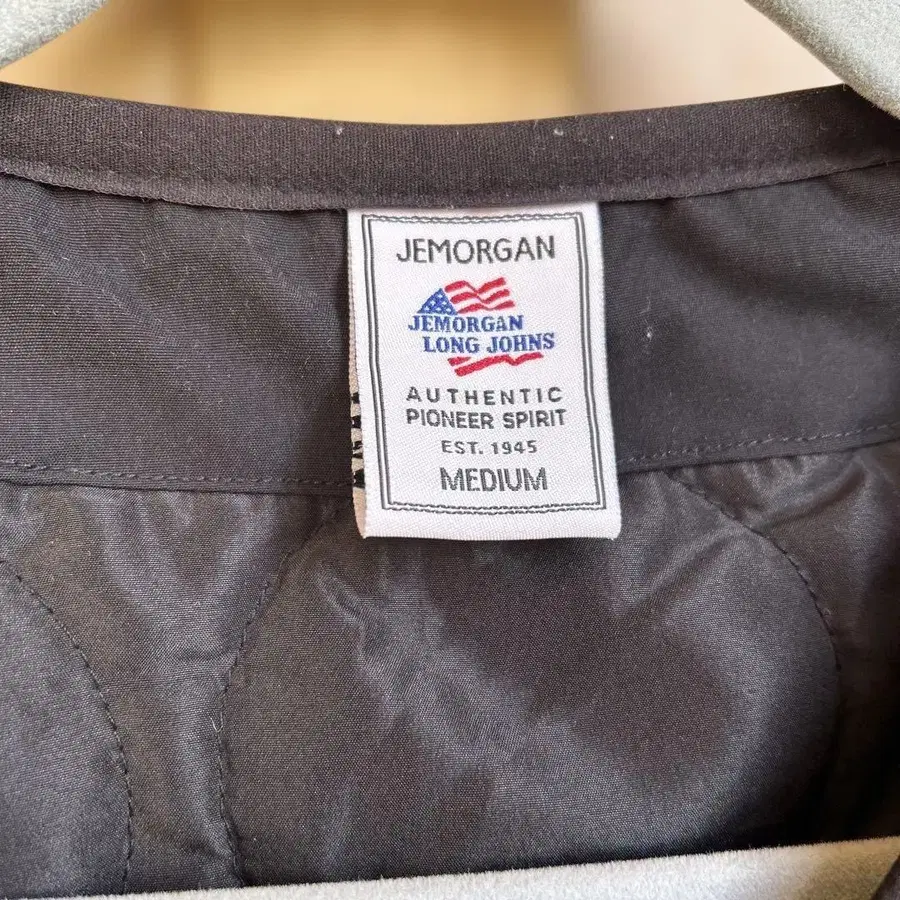 JEMORGAN
JEMORGAN
LONG JOHNS
AUTHENTIC
PIONEER SPIRIT
EST. 1945
MEDIUM